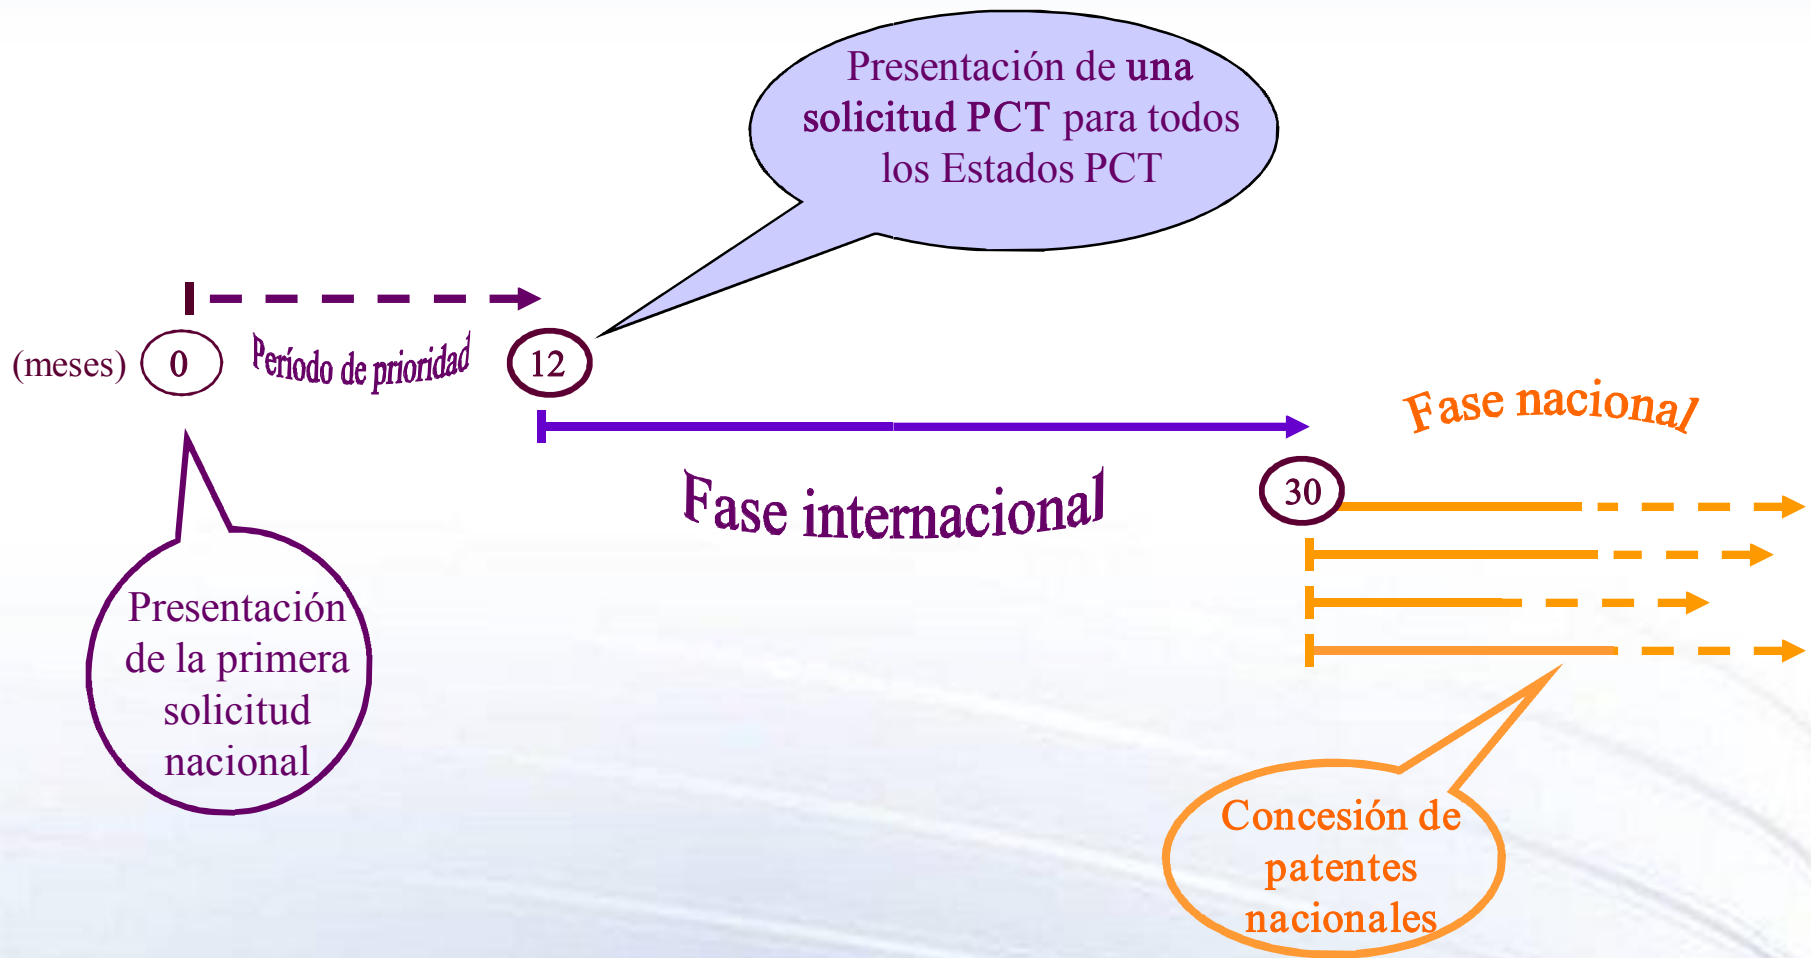 Presentación de una
solicitud PCT para todos
los Estados PCT
(meses) 0 Período de prioridad 12
Fase nacional
Fase internacional
30
Presentación
de la primera
solicitud
nacional
Concesión de
patentes
nacionales